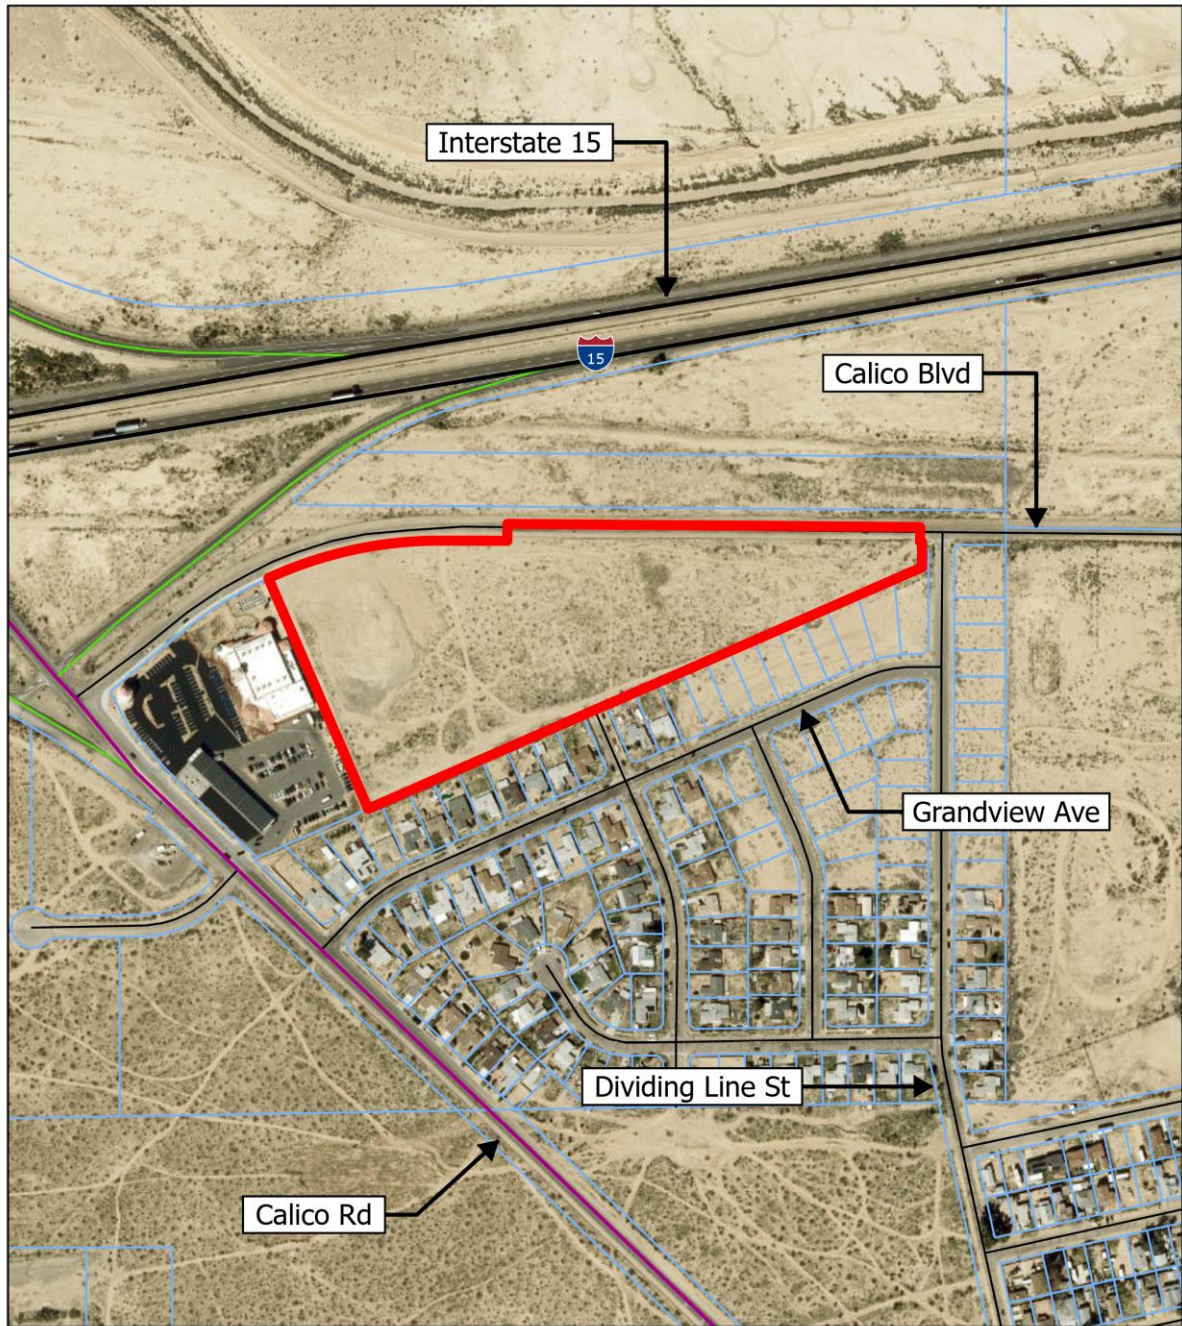 Interstate 15
15
Calico Blvd
Grandview Ave
Dividing Line St
Calico Rd